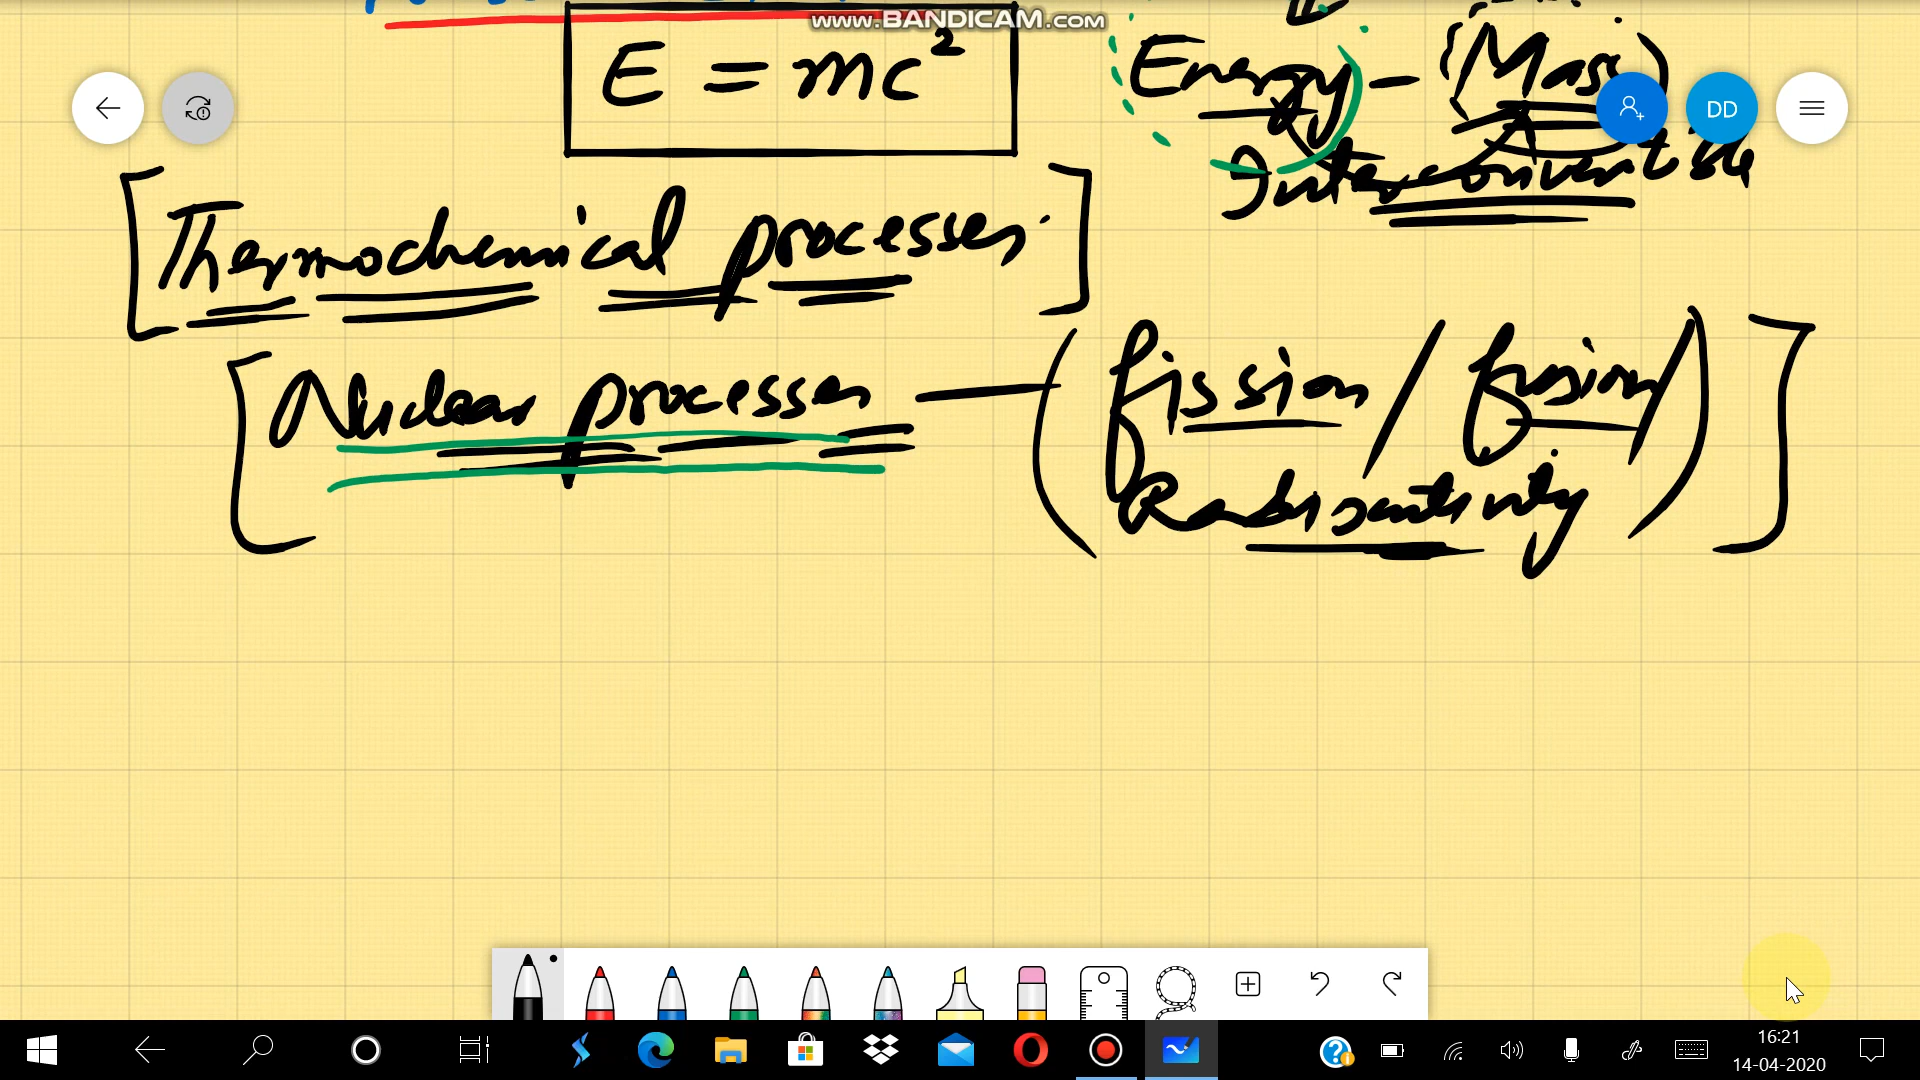 www.BANDICAM.com
E = mc²
Energy - (Mass)
Interconvertible
DD
[Thermochemical processes.]
[Nuclear processes — (fission / fusion /
Radioactivity)]
16:21
14-04-2020